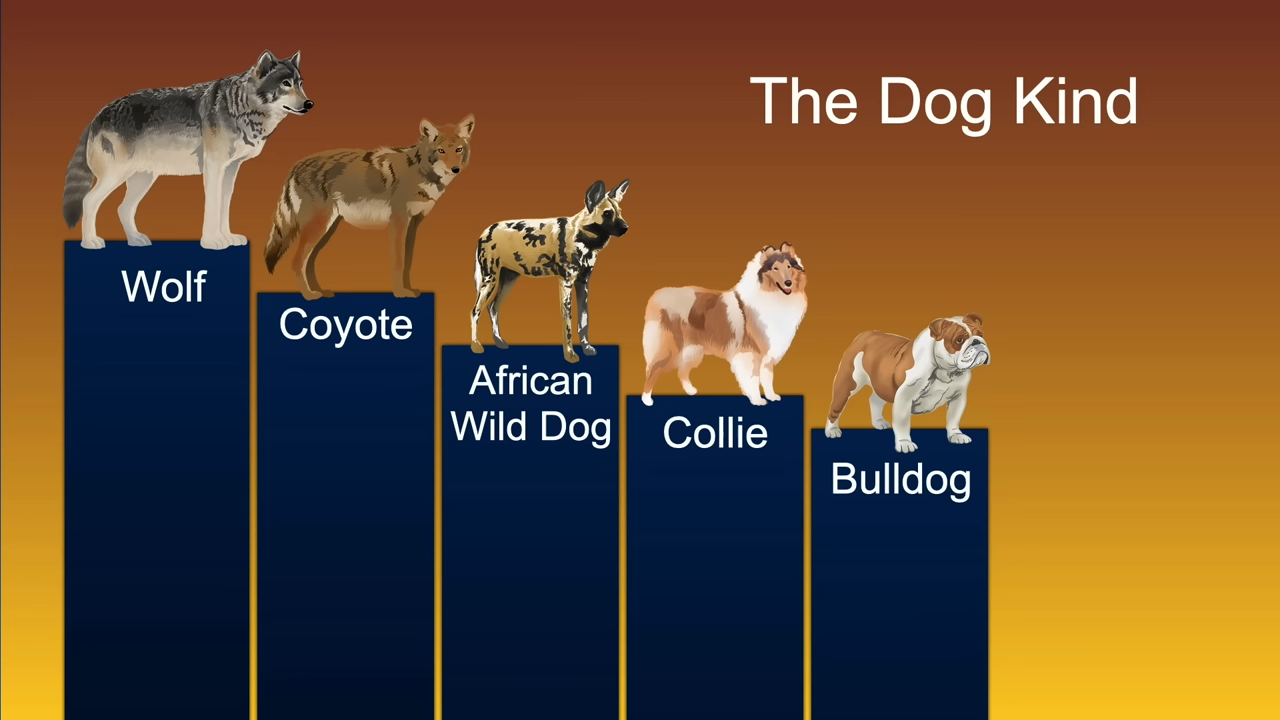 The Dog Kind
Wolf
Coyote
African
Wild Dog
Collie
Bulldog